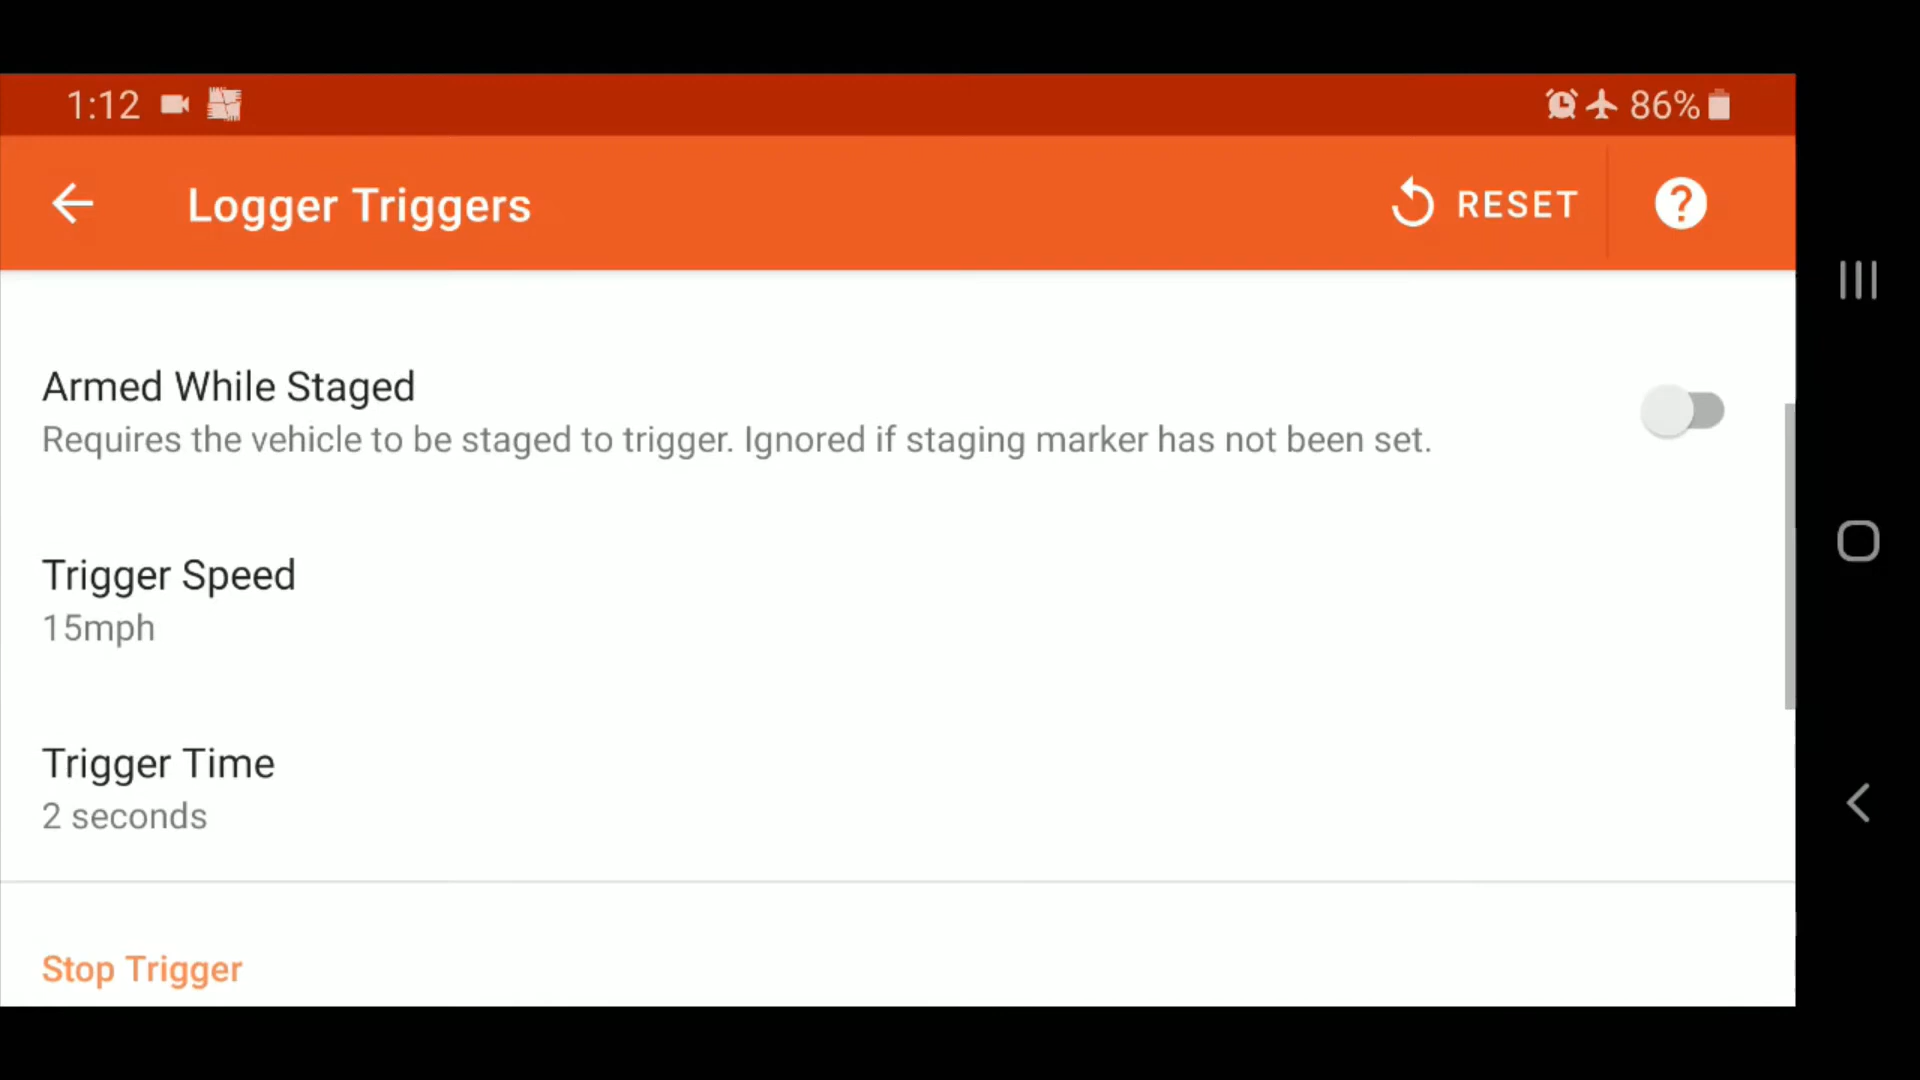 1:12
86%
Logger Triggers
RESET
?
Armed While Staged
Requires the vehicle to be staged to trigger. Ignored if staging marker has not been set.
Trigger Speed
15mph
Trigger Time
2 seconds
Stop Trigger